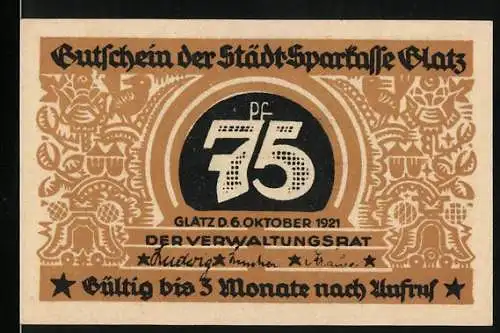 Gutschein der Städt. Sparkasse Glatz
Pf
75
GLATZ D. 6. OKTOBER 1921
DER VERWALTUNGSRAT
Ludwig
Gültig bis 3 Monate nach Aufruf